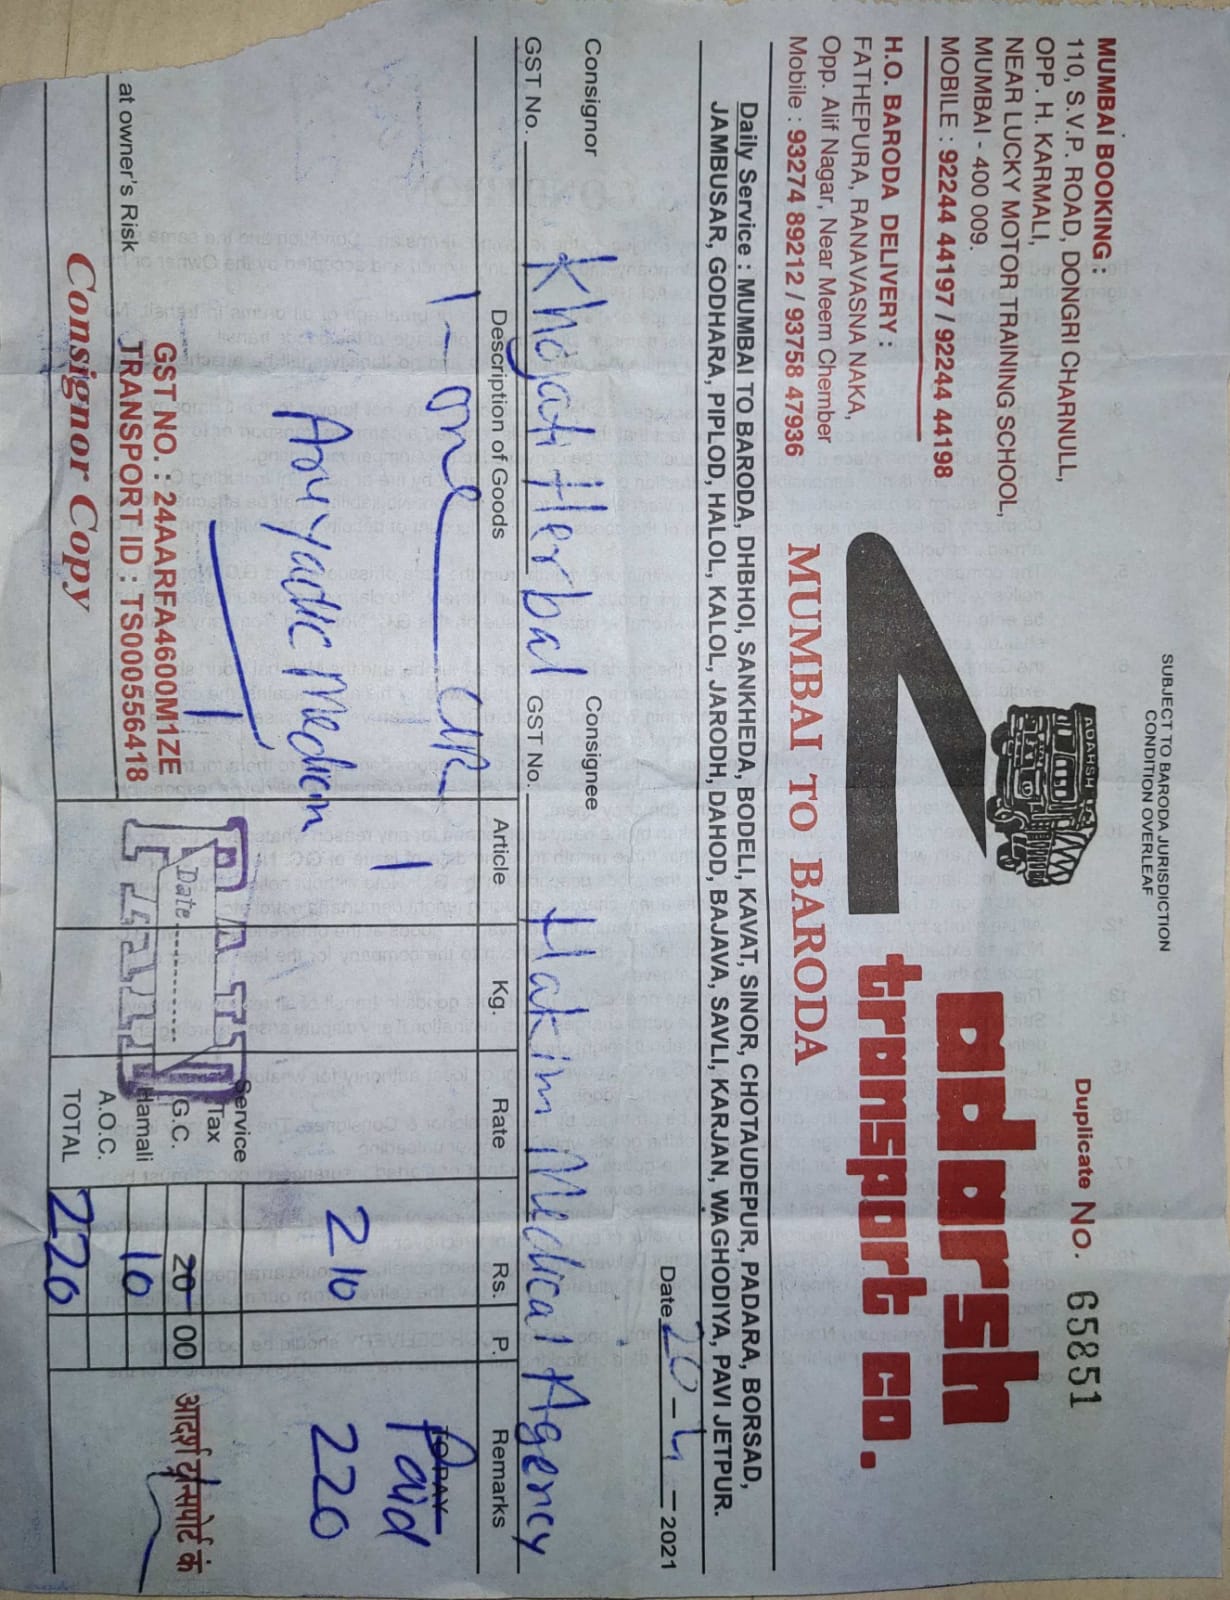 SUBJECT TO BARODA JURISDICTION
CONDITION OVERLEAF
MUMBAI BOOKING :
110, S.V.P. ROAD, DONGRI CHARNULL,
OPP. H. KARMALI,
NEAR LUCKY MOTOR TRAINING SCHOOL,
MUMBAI - 400 009.
MOBILE : 92244 44197 / 92244 44198
H.O. BARODA DELIVERY :
FATHEPURA, RANAVASNA NAKA,
Opp. Alif Nagar, Near Meem Chember
Mobile : 93274 89212 / 93758 47936
ADARSH
Duplicate No. 65851
adarsh
transport co.
MUMBAI TO BARODA
Date 20-4-2021
Daily Service : MUMBAI TO BARODA, DHBHOI, SANKHEDA, BODELI, KAVAT, SINOR, CHOTAUDEPUR, PADARA, BORSAD,
JAMBUSAR, GODHARA, PIPLOD, HALOL, KALOL, JARODH, DAHOD, BAJAVA, SAVLI, KARJAN, WAGHODIYA, PAVI JETPUR.
Consignor Khojati Herbal Consignee Hakim Medical Agency
GST No. GST No.
Description of Goods Article Kg. Rate Rs. P. Remarks
1-one 1 210 TO PAY
Paid
220
Ayrvadic Medicin
Service
Tax
G.C. 20 00
Hamali 10
A.O.C.
TOTAL 220
PAID
Date
GST NO. : 24AARFA4600M1ZE
TRANSPORT ID : TS000556418
at owner's Risk
Consignor Copy
आदर्श ट्रान्सपोर्ट कं